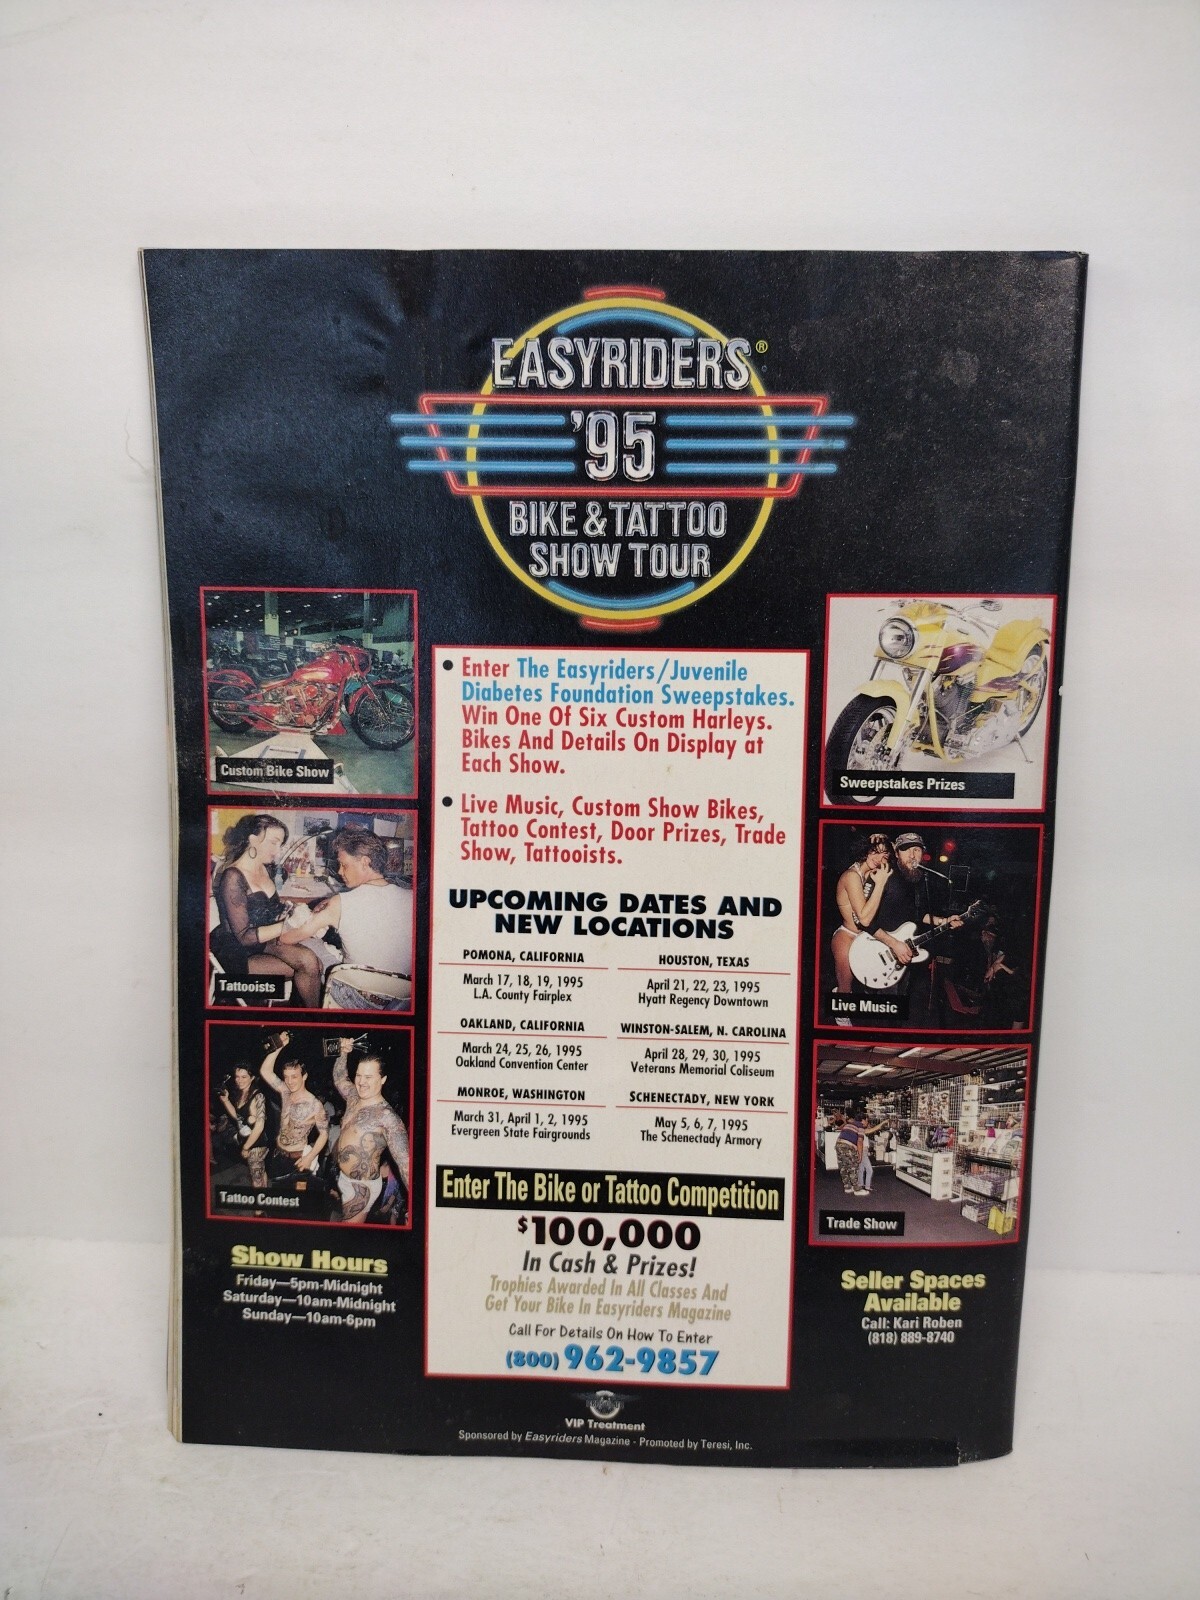 EASYRIDERS®
'95
BIKE & TATTOO
SHOW TOUR
Custom Bike Show
Tattooists
Tattoo Contest
Show Hours
Friday—5pm-Midnight
Saturday—10am-Midnight
Sunday—10am-6pm
• Enter The Easyriders/Juvenile
Diabetes Foundation Sweepstakes.
Win One Of Six Custom Harleys.
Bikes And Details On Display at
Each Show.
• Live Music, Custom Show Bikes,
Tattoo Contest, Door Prizes, Trade
Show, Tattooists.
UPCOMING DATES AND
NEW LOCATIONS
POMONA, CALIFORNIA
March 17, 18, 19, 1995
L.A. County Fairplex
OAKLAND, CALIFORNIA
March 24, 25, 26, 1995
Oakland Convention Center
MONROE, WASHINGTON
March 31, April 1, 2, 1995
Evergreen State Fairgrounds
HOUSTON, TEXAS
April 21, 22, 23, 1995
Hyatt Regency Downtown
WINSTON-SALEM, N. CAROLINA
April 28, 29, 30, 1995
Veterans Memorial Coliseum
SCHENECTADY, NEW YORK
May 5, 6, 7, 1995
The Schenectady Armory
Enter The Bike or Tattoo Competition
$100,000
In Cash & Prizes!
Trophies Awarded In All Classes And
Get Your Bike In Easyriders Magazine
Call For Details On How To Enter
(800) 962-9857
Sweepstakes Prizes
Live Music
Trade Show
Seller Spaces
Available
Call: Kari Roben
(818) 889-8740
VIP Treatment
Sponsored by Easyriders Magazine - Promoted by Teresi, Inc.